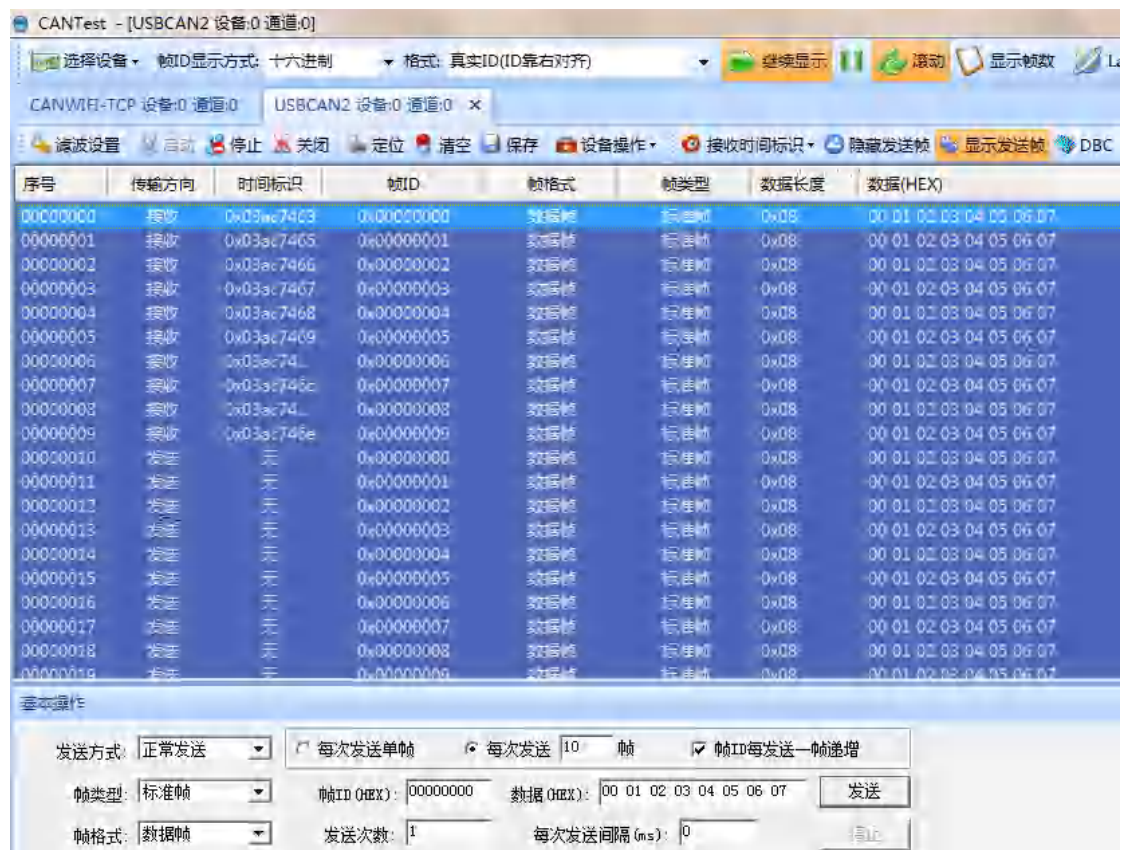 CANTest - [USBCAN2 设备:0 通道:0]
选择设备 帧ID显示方式: 十六进制 格式: 真实ID(ID靠右对齐) 继续显示 滚动 显示帧数
CANWIFI-TCP 设备:0 通道:0 USBCAN2 设备:0 通道:0 ×
滤波设置 启动 停止 关闭 定位 清空 保存 设备操作 接收时间标识 隐藏发送帧 显示发送帧 DBC
序号 传输方向 时间标识 帧ID 帧格式 帧类型 数据长度 数据(HEX)
00000000 接收 0x03ac7463 0x00000000 数据帧 标准帧 0x08 00 01 02 03 04 05 06 07
00000001 接收 0x03ac7465 0x00000001 数据帧 标准帧 0x08 00 01 02 03 04 05 06 07
00000002 接收 0x03ac7466 0x00000002 数据帧 标准帧 0x08 00 01 02 03 04 05 06 07
00000003 接收 0x03ac7467 0x00000003 数据帧 标准帧 0x08 00 01 02 03 04 05 06 07
00000004 接收 0x03ac7468 0x00000004 数据帧 标准帧 0x08 00 01 02 03 04 05 06 07
00000005 接收 0x03ac7469 0x00000005 数据帧 标准帧 0x08 00 01 02 03 04 05 06 07
00000006 接收 0x03ac74... 0x00000006 数据帧 标准帧 0x08 00 01 02 03 04 05 06 07
00000007 接收 0x03ac746c 0x00000007 数据帧 标准帧 0x08 00 01 02 03 04 05 06 07
00000008 接收 0x03ac74... 0x00000008 数据帧 标准帧 0x08 00 01 02 03 04 05 06 07
00000009 接收 0x03ac746e 0x00000009 数据帧 标准帧 0x08 00 01 02 03 04 05 06 07
00000010 发送 无 0x00000000 数据帧 标准帧 0x08 00 01 02 03 04 05 06 07
00000011 发送 无 0x00000001 数据帧 标准帧 0x08 00 01 02 03 04 05 06 07
00000012 发送 无 0x00000002 数据帧 标准帧 0x08 00 01 02 03 04 05 06 07
00000013 发送 无 0x00000003 数据帧 标准帧 0x08 00 01 02 03 04 05 06 07
00000014 发送 无 0x00000004 数据帧 标准帧 0x08 00 01 02 03 04 05 06 07
00000015 发送 无 0x00000005 数据帧 标准帧 0x08 00 01 02 03 04 05 06 07
00000016 发送 无 0x00000006 数据帧 标准帧 0x08 00 01 02 03 04 05 06 07
00000017 发送 无 0x00000007 数据帧 标准帧 0x08 00 01 02 03 04 05 06 07
00000018 发送 无 0x00000008 数据帧 标准帧 0x08 00 01 02 03 04 05 06 07
00000019 发送 无 0x00000009 数据帧 标准帧 0x08 00 01 02 03 04 05 06 07
基本操作
发送方式: 正常发送 每次发送单帧 每次发送 10 帧 帧ID每发送一帧递增
帧类型: 标准帧 帧ID(HEX): 00000000 数据(HEX): 00 01 02 03 04 05 06 07 发送
帧格式: 数据帧 发送次数: 1 每次发送间隔(ms): 0 停止